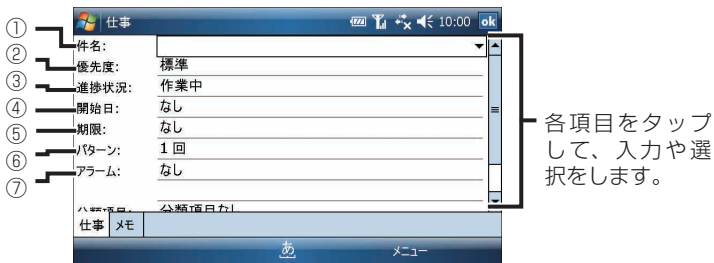 仕事 10:00 ok
① 件名:
② 優先度: 標準
③ 進捗状況: 作業中
④ 開始日: なし
⑤ 期限: なし
⑥ パターン: 1 回
⑦ アラーム: なし
分類項目: 分類項目なし
仕事 メモ
あ メニュー
各項目をタップ
して、入力や選
択をします。